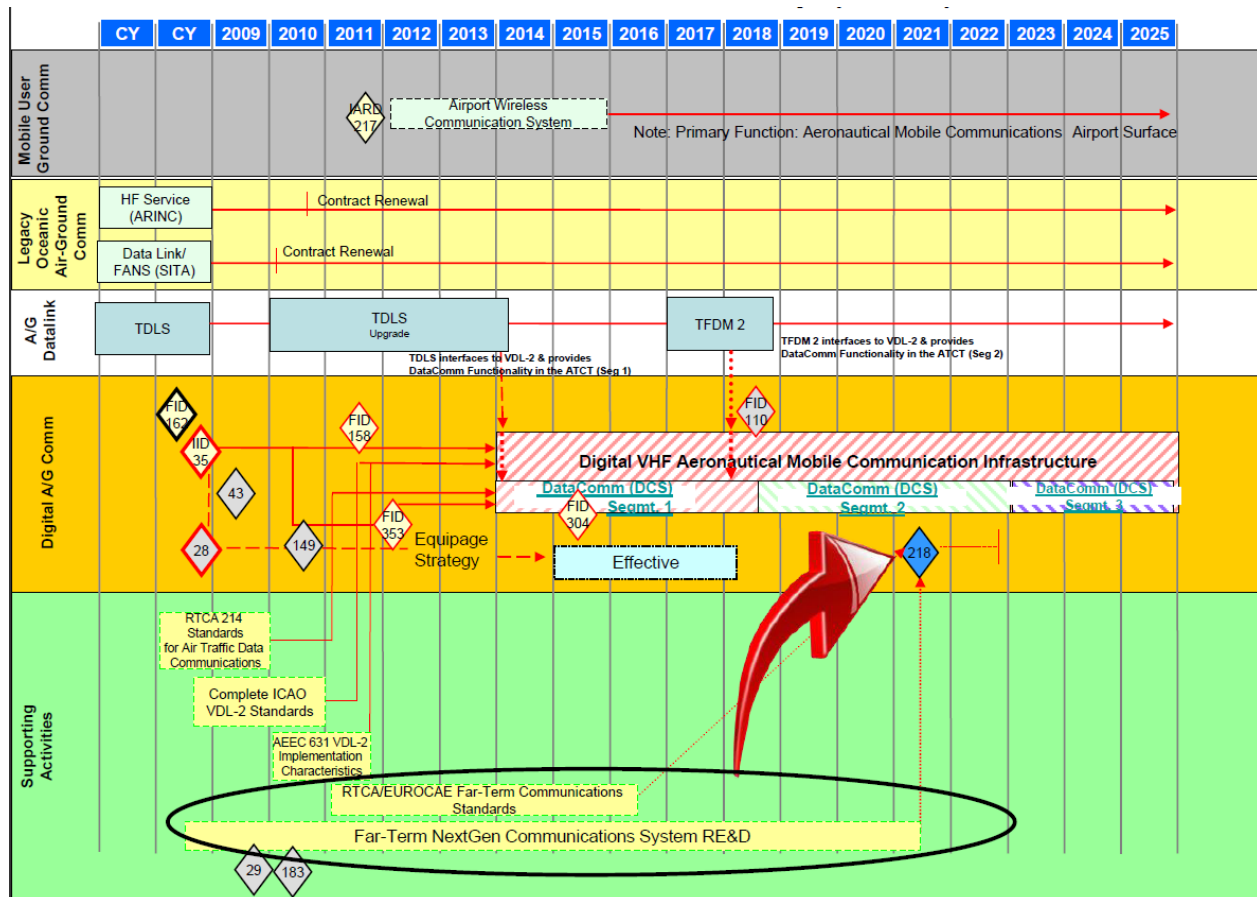 CY CY 2009 2010 2011 2012 2013 2014 2015 2016 2017 2018 2019 2020 2021 2022 2023 2024 2025
Mobile User
Ground Comm
IARD
217
Airport Wireless
Communication System
Note: Primary Function: Aeronautical Mobile Communications Airport Surface
Legacy
Oceanic
Air-Ground
Comm
HF Service
(ARINC)
Contract Renewal
Data Link/
FANS (SITA)
Contract Renewal
A/G
Datalink
TDLS
TDLS
Upgrade
TFDM 2
TDLS interfaces to VDL-2 & provides
DataComm Functionality in the ATCT (Seg 1)
TFDM 2 interfaces to VDL-2 & provides
DataComm Functionality in the ATCT (Seg 2)
Digital A/G Comm
FID
162
IID
35
43
28
149
FID
158
FID
353
FID
110
Digital VHF Aeronautical Mobile Communication Infrastructure
DataComm (DCS)
Segmt. 1
DataComm (DCS)
Segmt. 2
DataComm (DCS)
Segmt. 3
FID
304
Equipage
Strategy
Effective
218
Supporting
Activities
RTCA 214
Standards
for Air Traffic Data
Communications
Complete ICAO
VDL-2 Standards
AEEC 631 VDL-2
Implementation
Characteristics
RTCA/EUROCAE Far-Term Communications
Standards
Far-Term NextGen Communications System RE&D
29
183